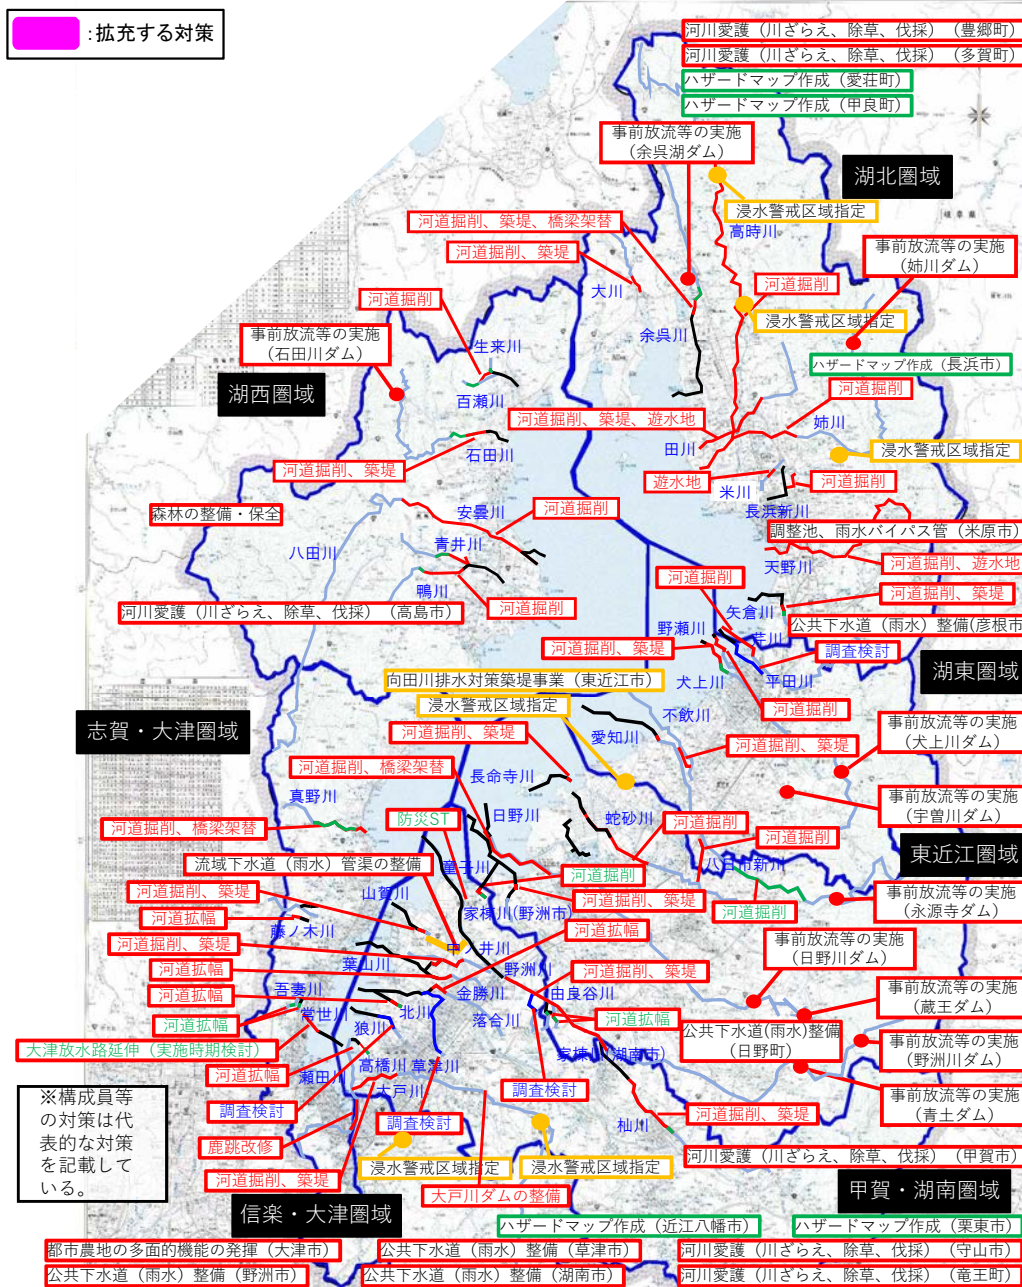 ：拡充する対策
河川愛護（川ざらえ、除草、伐採）（豊郷町）
河川愛護（川ざらえ、除草、伐採）（多賀町）
ハザードマップ作成（愛荘町）
ハザードマップ作成（甲良町）
事前放流等の実施
（余呉湖ダム）
湖北圏域
浸水警戒区域指定
高時川
河道掘削、築堤、橋梁架替
河道掘削、築堤
大川
事前放流等の実施
（姉川ダム）
河道掘削
余呉川
浸水警戒区域指定
河道掘削
事前放流等の実施
（石田川ダム）
生来川
ハザードマップ作成（長浜市）
湖西圏域
百瀬川
河道掘削
河道掘削、築堤、遊水地
姉川
田川
石田川
浸水警戒区域指定
河道掘削、築堤
遊水地
米川
河道掘削
長浜新川
森林の整備・保全
安曇川
河道掘削
調整池、雨水バイパス管（米原市）
八田川
青井川
天野川
河道掘削、遊水地
鴨川
河道掘削
河道掘削
河川愛護（川ざらえ、除草、伐採）（高島市）
矢倉川
河道掘削、築堤
公共下水道（雨水）整備(彦根市
野瀬川
芹川
河道掘削、築堤
調査検討
犬上川
平田川
湖東圏域
向田川排水対策築堤事業（東近江市）
浸水警戒区域指定
河道掘削
志賀・大津圏域
不飲川
愛知川
河道掘削、築堤
河道掘削、築堤
事前放流等の実施
（犬上川ダム）
河道掘削、橋梁架替
長命寺川
真野川
日野川
蛇砂川
事前放流等の実施
（宇曽川ダム）
防災ST
河道掘削
河道掘削、橋梁架替
河道掘削
東近江圏域
流域下水道（雨水）管渠の整備
童子川
八日市新川
河道掘削
山賀川
家棟川(野洲市)
河道掘削、築堤
河道掘削
事前放流等の実施
（永源寺ダム）
河道掘削、築堤
河道拡幅
藤ノ木川
河道拡幅
中ノ井川
河道掘削、築堤
事前放流等の実施
（日野川ダム）
葉山川
河道拡幅
野洲川
河道掘削、築堤
吾妻川
河道拡幅
金勝川
由良谷川
事前放流等の実施
（蔵王ダム）
河道拡幅
常世川
北川
落合川
河道拡幅
狼川
公共下水道(雨水)整備
（日野町）
大津放水路延伸（実施時期検討）
家棟川(湖南市)
事前放流等の実施
（野洲川ダム）
河道拡幅
瀬田川
高橋川
草津川
大戸川
調査検討
事前放流等の実施
（青土ダム）
※構成員等
の対策は代
表的な対策
を記載して
いる。
調査検討
調査検討
河道掘削、築堤
杣川
鹿跳改修
浸水警戒区域指定
浸水警戒区域指定
河川愛護（川ざらえ、除草、伐採）（甲賀市）
河道掘削、築堤
大戸川ダムの整備
甲賀・湖南圏域
信楽・大津圏域
ハザードマップ作成（近江八幡市）
ハザードマップ作成（栗東市）
都市農地の多面的機能の発揮（大津市）
公共下水道（雨水）整備（草津市）
河川愛護（川ざらえ、除草、伐採）（守山市）
公共下水道（雨水）整備（野洲市）
公共下水道（雨水）整備（湖南市）
河川愛護（川ざらえ、除草、伐採）（竜王町）